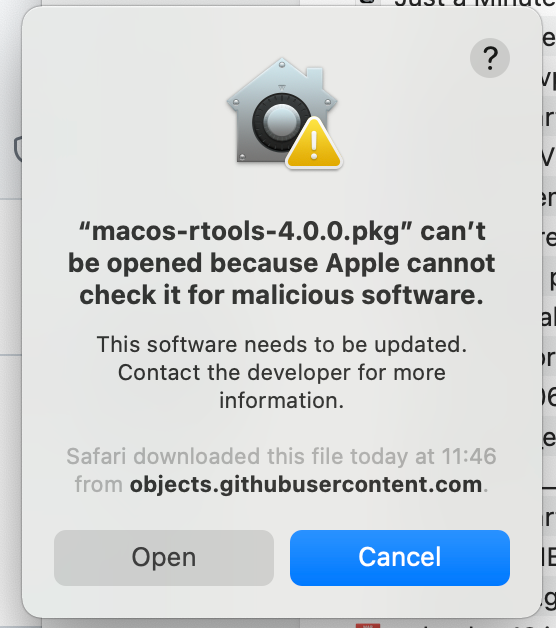 Just a Minute
?
“macos-rtools-4.0.0.pkg” can’t
be opened because Apple cannot
check it for malicious software.
This software needs to be updated.
Contact the developer for more
information.
Safari downloaded this file today at 11:46
from objects.githubusercontent.com.
Open
Cancel